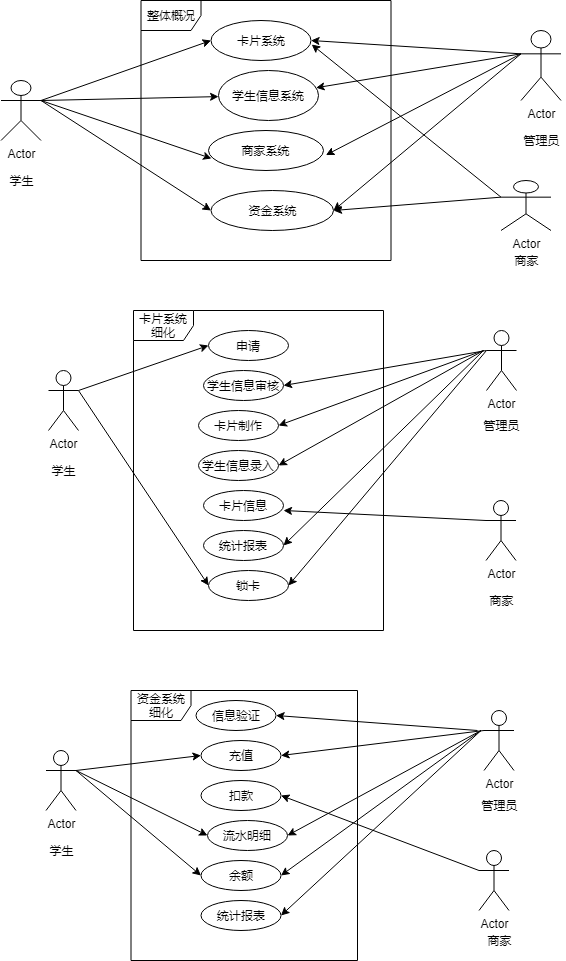 整体概况
卡片系统
学生信息系统
商家系统
资金系统
Actor
学生
Actor
管理员
Actor
商家
卡片系统
细化
申请
学生信息审核
卡片制作
学生信息录入
卡片信息
统计报表
锁卡
Actor
学生
Actor
管理员
Actor
商家
资金系统
细化
信息验证
充值
扣款
流水明细
余额
统计报表
Actor
学生
Actor
管理员
Actor
商家